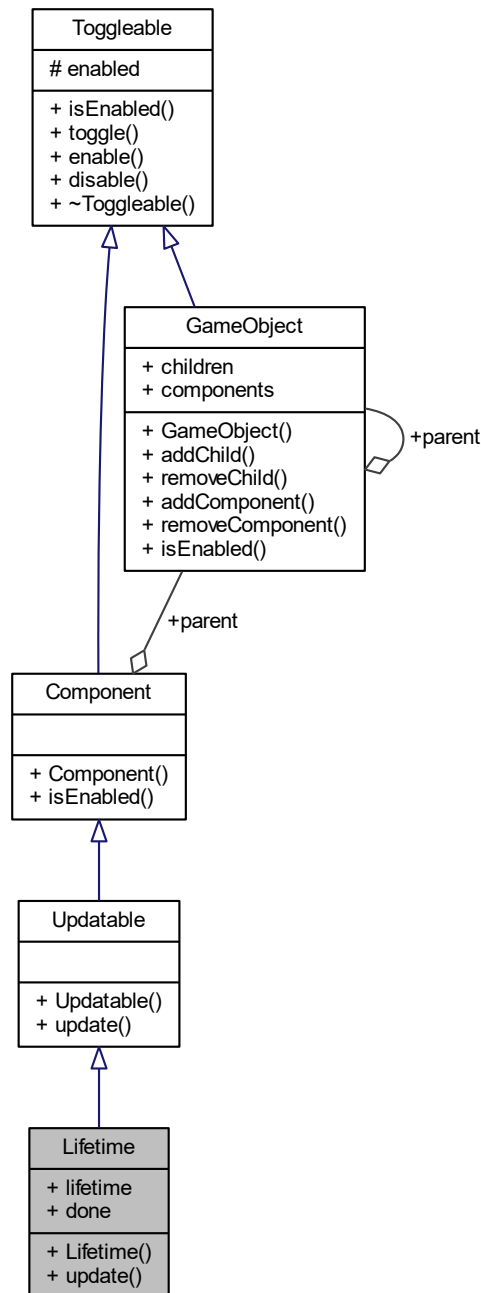 Toggleable
# enabled
+ isEnabled()
+ toggle()
+ enable()
+ disable()
+ ~Toggleable()
GameObject
+ children
+ components
+ GameObject()
+ addChild()
+ removeChild()
+ addComponent()
+ removeComponent()
+ isEnabled()
+parent
+parent
Component
+ Component()
+ isEnabled()
Updatable
+ Updatable()
+ update()
Lifetime
+ lifetime
+ done
+ Lifetime()
+ update()